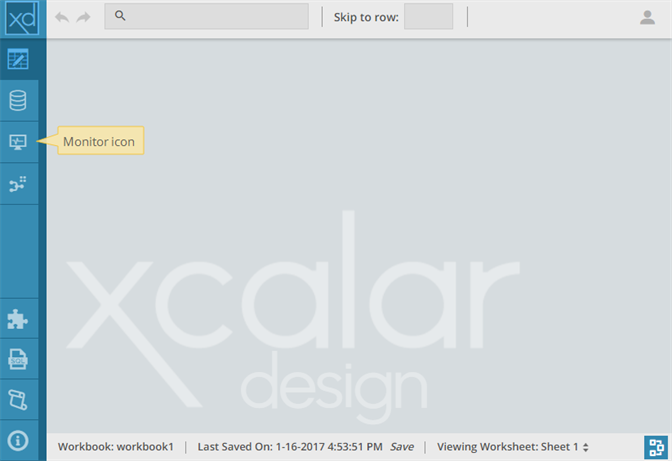 xd
Skip to row:
Monitor icon
xcalar
design
Workbook: workbook1 | Last Saved On: 1-16-2017 4:53:51 PM Save | Viewing Worksheet: Sheet 1